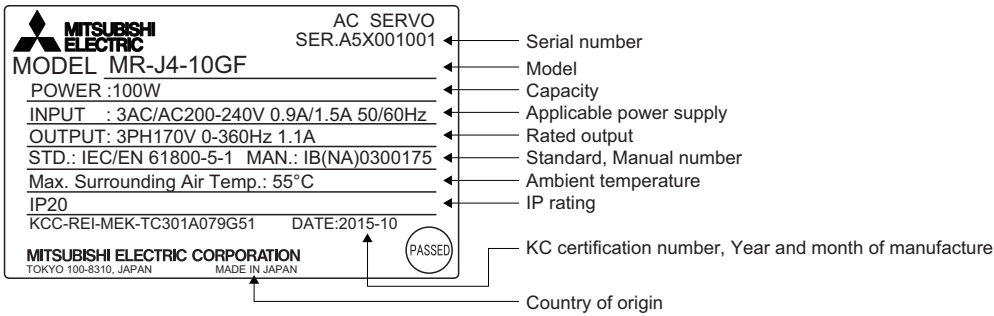 MITSUBISHI
ELECTRIC
AC SERVO
SER.A5X001001
Serial number
MODEL MR-J4-10GF
Model
POWER :100W
Capacity
INPUT : 3AC/AC200-240V 0.9A/1.5A 50/60Hz
Applicable power supply
OUTPUT: 3PH170V 0-360Hz 1.1A
Rated output
STD.: IEC/EN 61800-5-1 MAN.: IB(NA)0300175
Standard, Manual number
Max. Surrounding Air Temp.: 55°C
Ambient temperature
IP20
IP rating
KCC-REI-MEK-TC301A079G51 DATE:2015-10
KC certification number, Year and month of manufacture
PASSED
MITSUBISHI ELECTRIC CORPORATION
TOKYO 100-8310, JAPAN MADE IN JAPAN
Country of origin